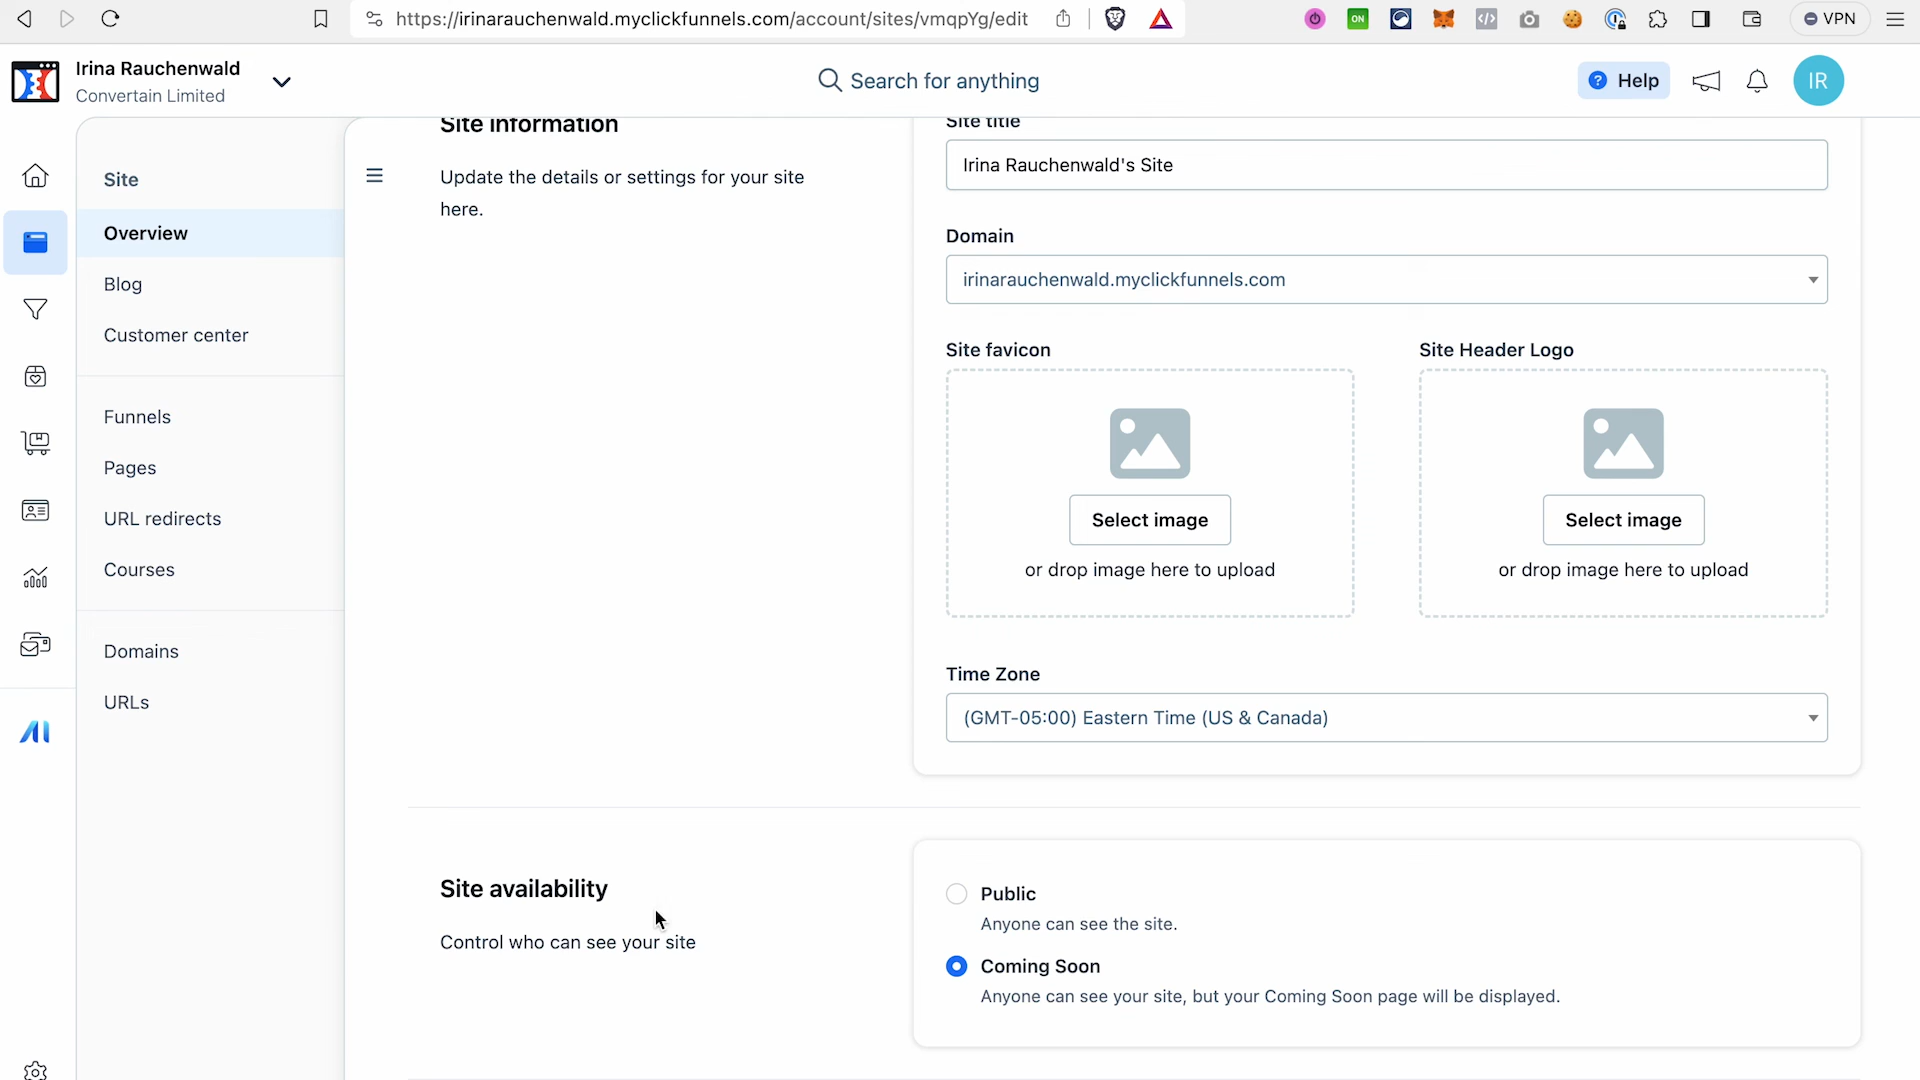 https://irinarauchenwald.myclickfunnels.com/account/sites/vmqpYg/edit
ON
VPN
Irina Rauchenwald
Convertain Limited
Search for anything
? Help
IR
Site
Overview
Blog
Customer center
Funnels
Pages
URL redirects
Courses
Domains
URLs
AI
Site information
Update the details or settings for your site
here.
Site title
Irina Rauchenwald's Site
Domain
irinarauchenwald.myclickfunnels.com
Site favicon
Site Header Logo
Select image
or drop image here to upload
Select image
or drop image here to upload
Time Zone
(GMT-05:00) Eastern Time (US & Canada)
Site availability
Control who can see your site
Public
Anyone can see the site.
Coming Soon
Anyone can see your site, but your Coming Soon page will be displayed.